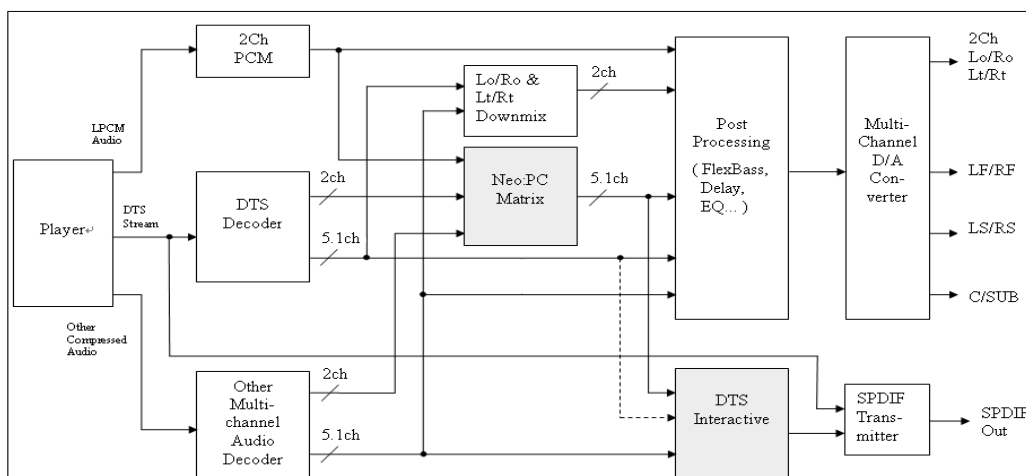 2Ch
PCM
Lo/Ro &
Lt/Rt
Downmix
2ch
Post
Processing
( FlexBass,
Delay,
EQ... )
Multi-
Channel
D/A
Con-
verter
2Ch
Lo/Ro
Lt/Rt
LF/RF
LS/RS
C/SUB
LPCM
Audio
Player
DTS
Stream
DTS
Decoder
2ch
5.1ch
Neo:PC
Matrix
5.1ch
Other
Compressed
Audio
Other
Multi-
channel
Audio
Decoder
2ch
5.1ch
DTS
Interactive
SPDIF
Trans-
mitter
SPDIF
Out